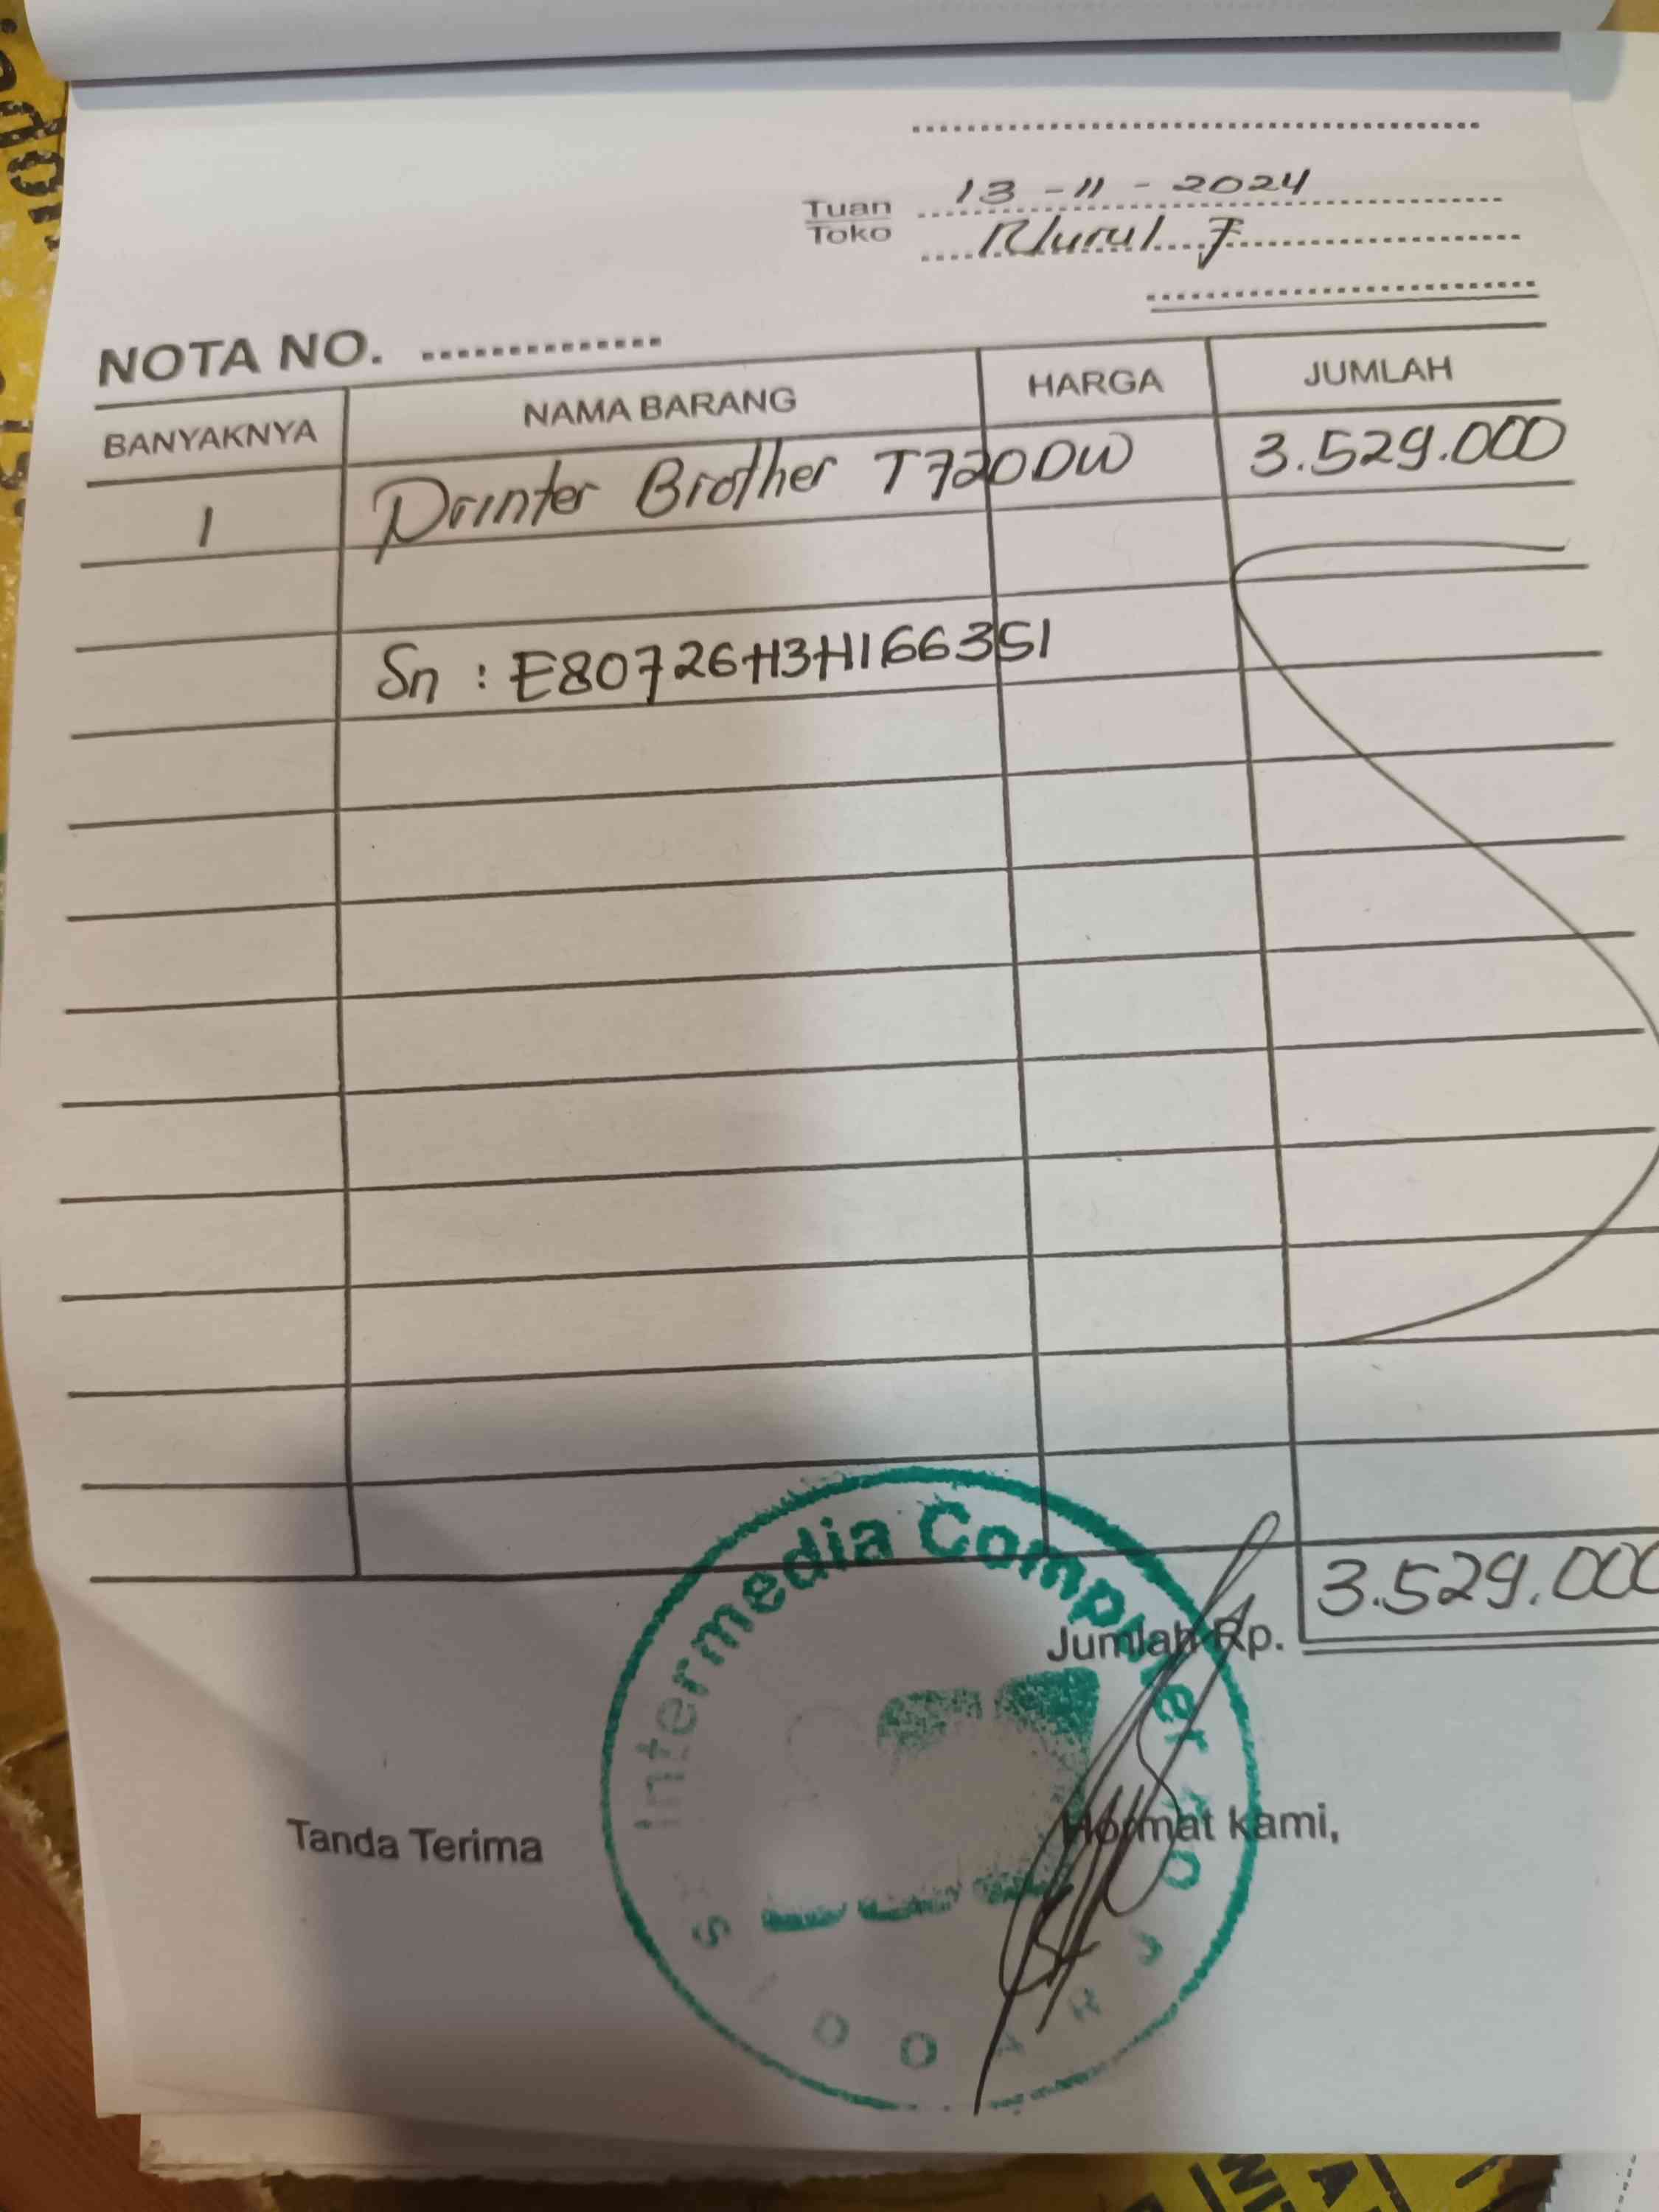 13 - 11 - 2024
Tuan
Toko
Nurul F
NOTA NO.
BANYAKNYA NAMA BARANG HARGA JUMLAH
1 Printer Brother T720DW 3.529.000
Sn : E80726H3H166351
Jumlah Rp. 3.529.000
Tanda Terima
Hormat kami,
Intermedia Computer
SIDOARJO